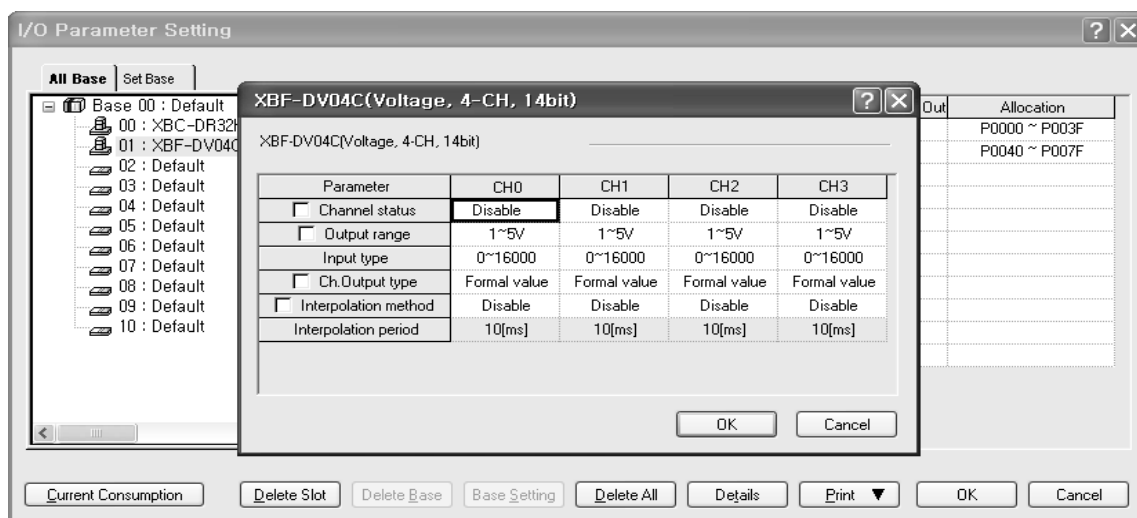 I/O Parameter Setting
All Base Set Base
Base 00 : Default
00 : XBC-DR32H
01 : XBF-DV04C
02 : Default
03 : Default
04 : Default
05 : Default
06 : Default
07 : Default
08 : Default
09 : Default
10 : Default
XBF-DV04C(Voltage, 4-CH, 14bit)
XBF-DV04C(Voltage, 4-CH, 14bit)
Parameter CH0 CH1 CH2 CH3
Channel status Disable Disable Disable Disable
Output range 1~5V 1~5V 1~5V 1~5V
Input type 0~16000 0~16000 0~16000 0~16000
Ch.Output type Formal value Formal value Formal value Formal value
Interpolation method Disable Disable Disable Disable
Interpolation period 10[ms] 10[ms] 10[ms] 10[ms]
OK Cancel
Out Allocation
P0000 ~ P003F
P0040 ~ P007F
Current Consumption Delete Slot Delete Base Base Setting Delete All Details Print ▼ OK Cancel